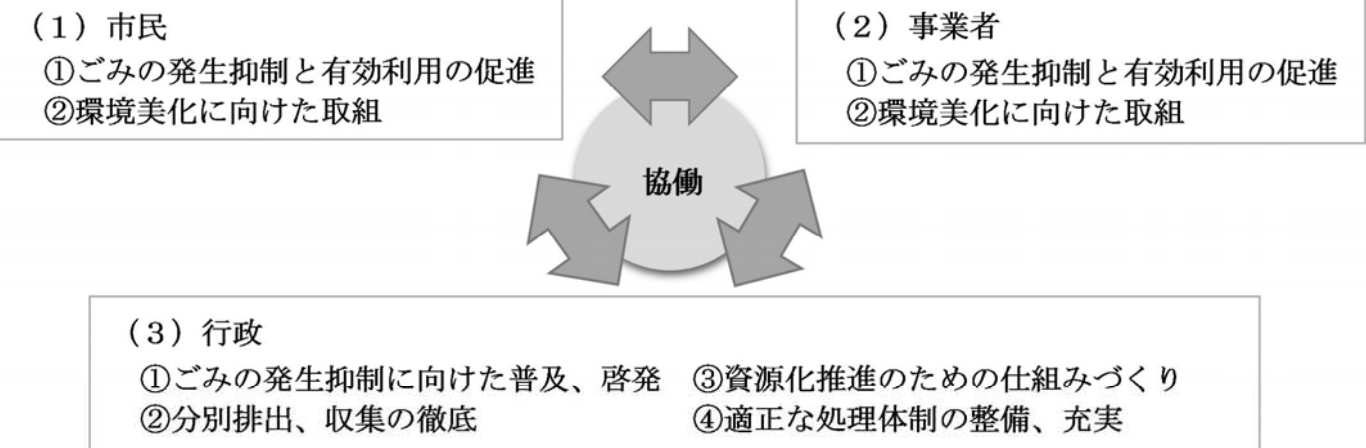 （１）市民
①ごみの発生抑制と有効利用の促進
②環境美化に向けた取組
（２）事業者
①ごみの発生抑制と有効利用の促進
②環境美化に向けた取組
協働
（３）行政
①ごみの発生抑制に向けた普及、啓発　③資源化推進のための仕組みづくり
②分別排出、収集の徹底　④適正な処理体制の整備、充実